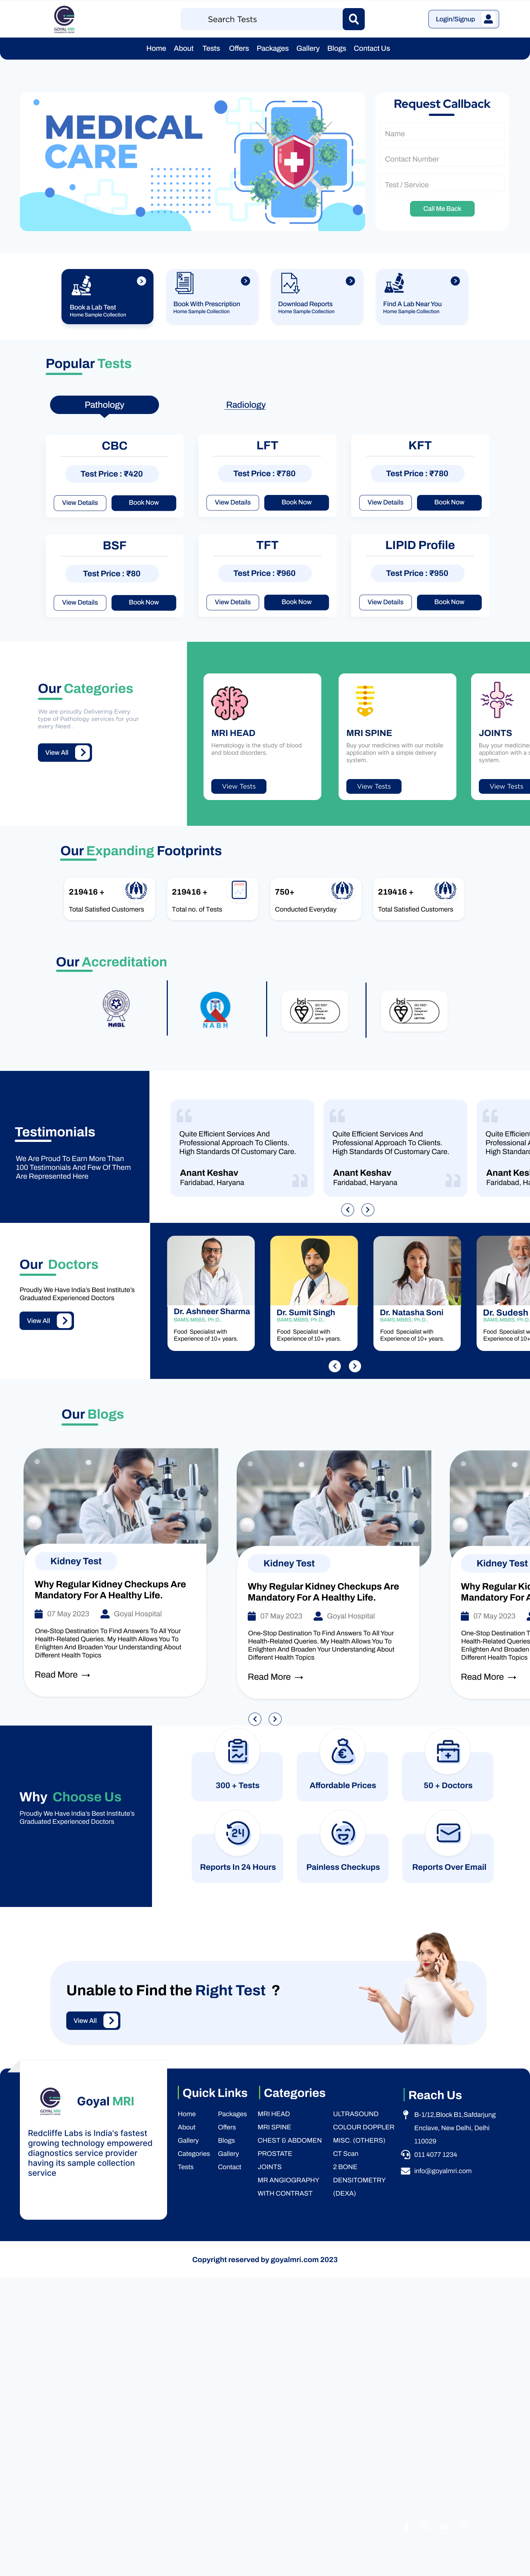 GOYAL MRI
Search Tests
Login/Signup
Home About Tests Offers Packages Gallery Blogs Contact Us
MEDICAL
CARE
Request Callback
Name
Contact Number
Test / Service
Call Me Back
Book a Lab Test
Home Sample Collection
Book With Prescription
Home Sample Collection
Download Reports
Home Sample Collection
Find A Lab Near You
Home Sample Collection
Popular Tests
Pathology
Radiology
CBC
Test Price : ₹420
View Details
Book Now
LFT
Test Price : ₹780
View Details
Book Now
KFT
Test Price : ₹780
View Details
Book Now
BSF
Test Price : ₹80
View Details
Book Now
TFT
Test Price : ₹960
View Details
Book Now
LIPID Profile
Test Price : ₹950
View Details
Book Now
Our Categories
We are proudly Delivering Every
type of Pathology services for your
every Need .
View All
MRI HEAD
Hematology is the study of blood
and blood disorders.
View Tests
MRI SPINE
Buy your medicines with our mobile
application with a simple delivery
system.
View Tests
JOINTS
Buy your medicine
application with a s
system.
View Tests
Our Expanding Footprints
219416 +
Total Satisfied Customers
219416 +
Total no. of Tests
750+
Conducted Everyday
219416 +
Total Satisfied Customers
Our Accreditation
NABL
NABH
bsi
bsi
Testimonials
We Are Proud To Earn More Than
100 Testimonials And Few Of Them
Are Represented Here
Quite Efficient Services And
Professional Approach To Clients.
High Standards Of Customary Care.
Anant Keshav
Faridabad, Haryana
Quite Efficient Services And
Professional Approach To Clients.
High Standards Of Customary Care.
Anant Keshav
Faridabad, Haryana
Quite Efficient
Professional A
High Standard
Anant Kes
Faridabad, Ha
Our Doctors
Proudly We Have India's Best Institute's
Graduated Experienced Doctors
View All
Dr. Ashneer Sharma
BAMS,MBBS, Ph.D.,
Food Specialist with
Experience of 10+ years.
Dr. Sumit Singh
BAMS,MBBS, Ph.D.,
Food Specialist with
Experience of 10+ years.
Dr. Natasha Soni
BAMS,MBBS, Ph.D.,
Food Specialist with
Experience of 10+ years.
Dr. Sudesh
BAMS,MBBS, Ph.D
Food Specialist w
Experience of 10+
Our Blogs
Kidney Test
Why Regular Kidney Checkups Are
Mandatory For A Healthy Life.
07 May 2023 Goyal Hospital
One-Stop Destination To Find Answers To All Your
Health-Related Queries. My Health Allows You To
Enlighten And Broaden Your Understanding About
Different Health Topics
Read More →
Kidney Test
Why Regular Kidney Checkups Are
Mandatory For A Healthy Life.
07 May 2023 Goyal Hospital
One-Stop Destination To Find Answers To All Your
Health-Related Queries. My Health Allows You To
Enlighten And Broaden Your Understanding About
Different Health Topics
Read More →
Kidney Test
Why Regular Kid
Mandatory For A
07 May 2023
One-Stop Destination T
Health-Related Queries
Enlighten And Broaden
Different Health Topics
Read More →
Why Choose Us
Proudly We Have India's Best Institute's
Graduated Experienced Doctors
300 + Tests
Affordable Prices
50 + Doctors
24
Reports In 24 Hours
Painless Checkups
Reports Over Email
Unable to Find the Right Test ?
View All
GOYAL MRI
Goyal MRI
Redcliffe Labs is India's fastest
growing technology empowered
diagnostics service provider
having its sample collection
service
Quick Links
Home
About
Gallery
Categories
Tests
Packages
Offers
Blogs
Gallery
Contact
Categories
MRI HEAD
MRI SPINE
CHEST & ABDOMEN
PROSTATE
JOINTS
MR ANGIOGRAPHY
WITH CONTRAST
ULTRASOUND
COLOUR DOPPLER
MISC. (OTHERS)
CT Scan
2 BONE
DENSITOMETRY
(DEXA)
Reach Us
B-1/12,Block B1,Safdarjung
Enclave, New Delhi, Delhi
110029
011 4077 1234
info@goyalmri.com
Copyright reserved by goyalmri.com 2023